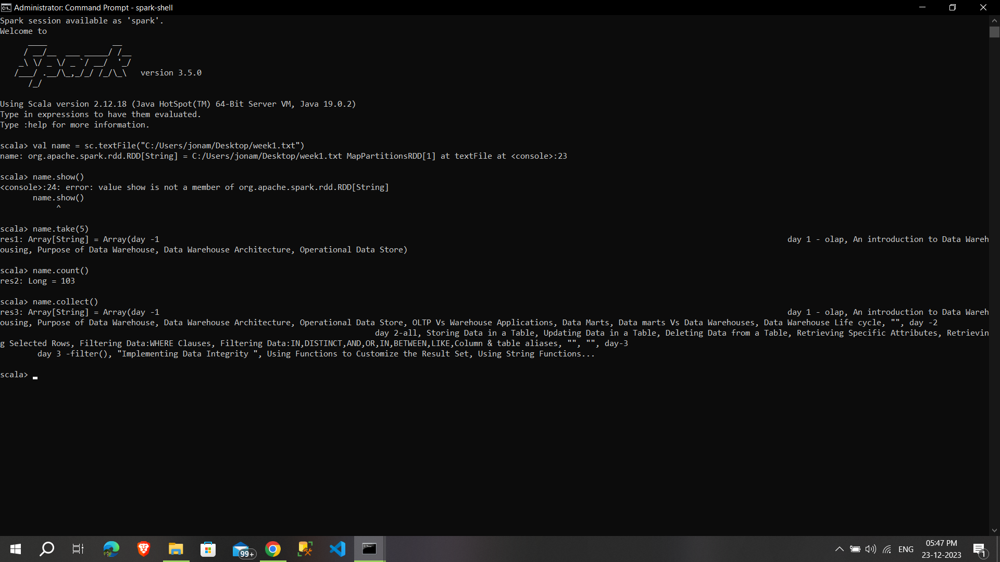 Administrator: Command Prompt - spark-shell
Spark session available as 'spark'.
Welcome to
      ____              __
     / __/__  ___ _____/ /__
    _\ \/ _ \/ _ `/ __/  '_/
   /___/ .__/\_,_/_/ /_/\_\   version 3.5.0
      /_/
Using Scala version 2.12.18 (Java HotSpot(TM) 64-Bit Server VM, Java 19.0.2)
Type in expressions to have them evaluated.
Type :help for more information.
scala> val name = sc.textFile("C:/Users/jonam/Desktop/week1.txt")
name: org.apache.spark.rdd.RDD[String] = C:/Users/jonam/Desktop/week1.txt MapPartitionsRDD[1] at textFile at <console>:23
scala> name.show()
<console>:24: error: value show is not a member of org.apache.spark.rdd.RDD[String]
       name.show()
            ^
scala> name.take(5)
res1: Array[String] = Array(day -1 day 1 - olap, An introduction to Data Wareh
ousing, Purpose of Data Warehouse, Data Warehouse Architecture, Operational Data Store)
scala> name.count()
res2: Long = 103
scala> name.collect()
res3: Array[String] = Array(day -1 day 1 - olap, An introduction to Data Wareh
ousing, Purpose of Data Warehouse, Data Warehouse Architecture, Operational Data Store, OLTP Vs Warehouse Applications, Data Marts, Data marts Vs Data Warehouses, Data Warehouse Life cycle, "", day -2
day 2-all, Storing Data in a Table, Updating Data in a Table, Deleting Data from a Table, Retrieving Specific Attributes, Retrievin
g Selected Rows, Filtering Data:WHERE Clauses, Filtering Data:IN,DISTINCT,AND,OR,IN,BETWEEN,LIKE,Column & table aliases, "", "", day-3
day 3 -filter(), "Implementing Data Integrity ", Using Functions to Customize the Result Set, Using String Functions...
scala>
99+
ENG
05:47 PM
23-12-2023
1